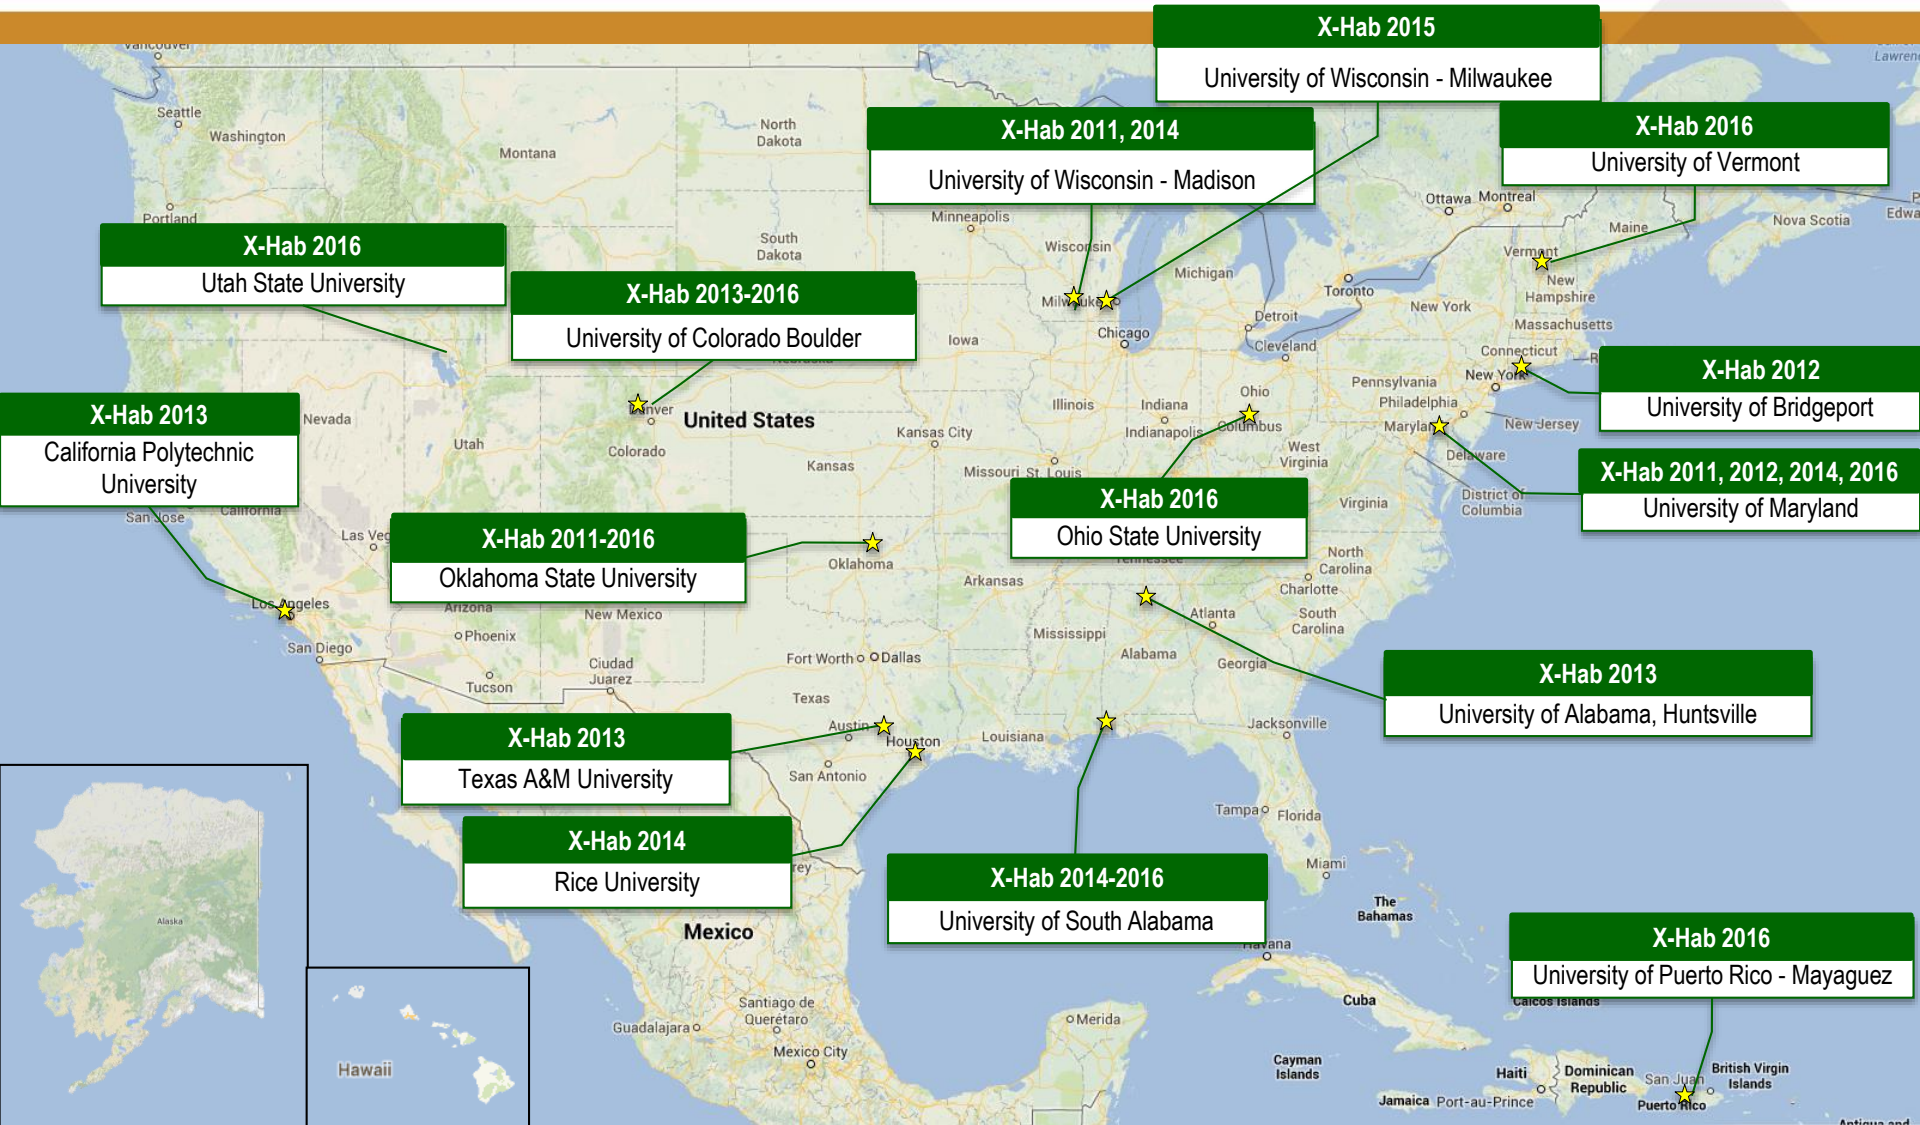 X-Hab 2015
University of Wisconsin - Milwaukee
X-Hab 2011, 2014
University of Wisconsin - Madison
X-Hab 2016
University of Vermont
X-Hab 2016
Utah State University
X-Hab 2013-2016
University of Colorado Boulder
X-Hab 2012
University of Bridgeport
X-Hab 2013
California Polytechnic
University
X-Hab 2011, 2012, 2014, 2016
University of Maryland
X-Hab 2016
Ohio State University
X-Hab 2011-2016
Oklahoma State University
X-Hab 2013
University of Alabama, Huntsville
X-Hab 2013
Texas A&M University
X-Hab 2014
Rice University
X-Hab 2014-2016
University of South Alabama
X-Hab 2016
University of Puerto Rico - Mayaguez
Vancouver
Seattle
Washington
Portland
Montana
North
Dakota
South
Dakota
Minneapolis
Wisconsin
Michigan
Ottawa
Montreal
Maine
Nova Scotia
Vermont
New
Hampshire
Toronto
New York
Massachusetts
Detroit
Chicago
Cleveland
Connecticut
Iowa
Nevada
Utah
Colorado
United States
Kansas City
Kansas
Missouri
St. Louis
Illinois
Indiana
Indianapolis
Ohio
Columbus
Pennsylvania
New York
Philadelphia
New Jersey
Delaware
West
Virginia
Virginia
District of
Columbia
San Jose
California
Los Angeles
San Diego
Arizona
Phoenix
Tucson
New Mexico
Ciudad
Juarez
Oklahoma
Arkansas
Tennessee
North
Carolina
Charlotte
South
Carolina
Atlanta
Mississippi
Alabama
Georgia
Fort Worth
Dallas
Texas
Austin
Houston
San Antonio
Louisiana
Jacksonville
Tampa
Florida
Miami
The
Bahamas
Mexico
Havana
Cuba
Caicos Islands
Santiago de
Querétaro
Guadalajara
Mexico City
Merida
Cayman
Islands
Jamaica
Haiti
Port-au-Prince
Dominican
Republic
San Juan
Puerto Rico
British Virgin
Islands
Alaska
Hawaii